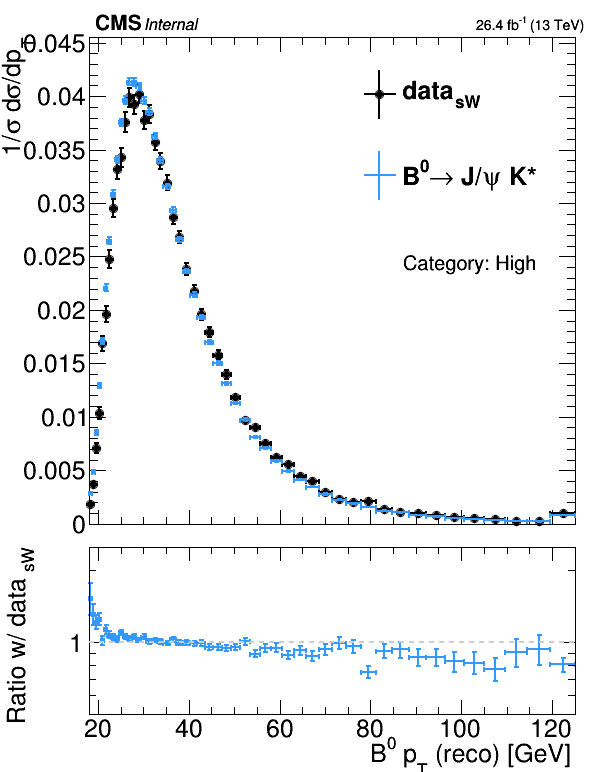 CMS Internal 26.4 fb⁻¹ (13 TeV)
1/σ dσ/dp_T
0.045
0.04
0.035
0.03
0.025
0.02
0.015
0.01
0.005
0
data_sW
B⁰→ J/ψ K*
Category: High
Ratio w/ data sW
1
20 40 60 80 100 120
B⁰ p_T (reco) [GeV]